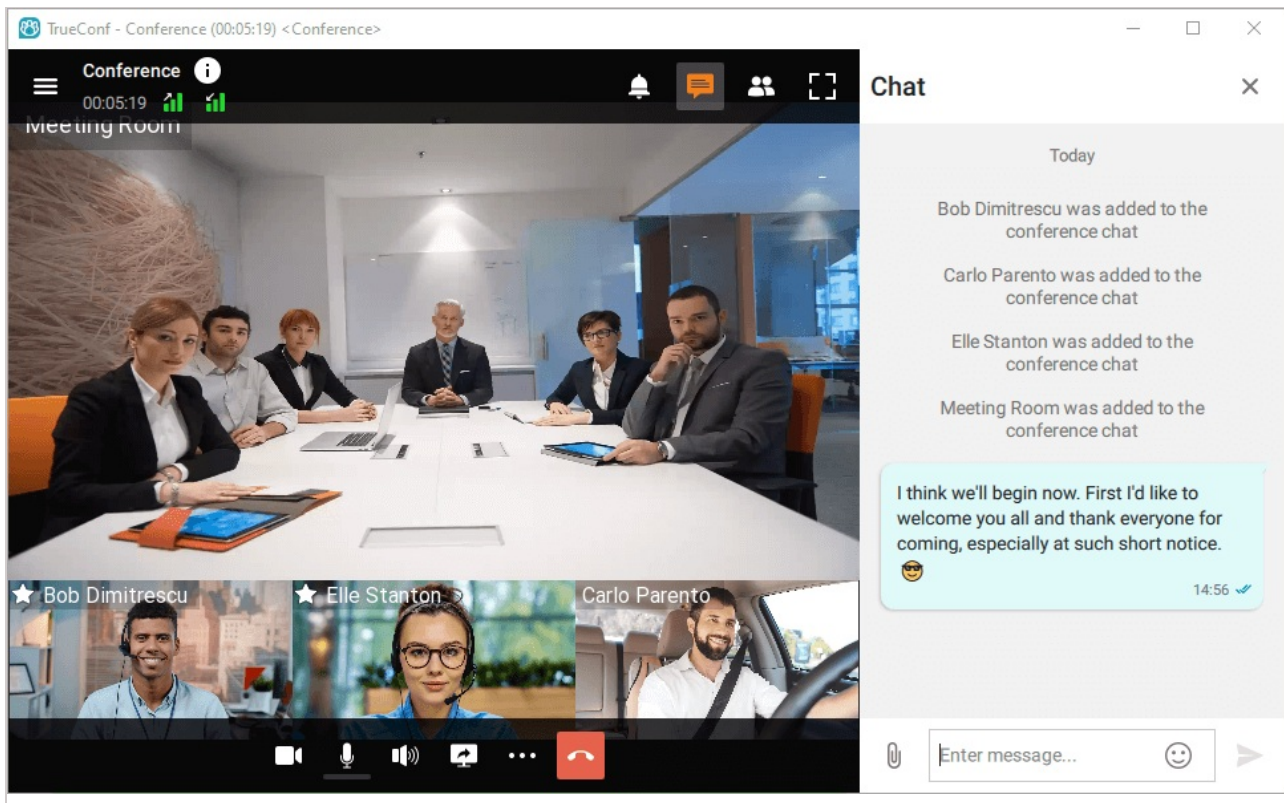 TrueConf - Conference (00:05:19) <Conference>
Conference
00:05:19
Meeting Room
Bob Dimitrescu
Elle Stanton
Carlo Parento
Chat
Today
Bob Dimitrescu was added to the
conference chat
Carlo Parento was added to the
conference chat
Elle Stanton was added to the
conference chat
Meeting Room was added to the
conference chat
I think we'll begin now. First I'd like to
welcome you all and thank everyone for
coming, especially at such short notice.
😎
14:56
Enter message...